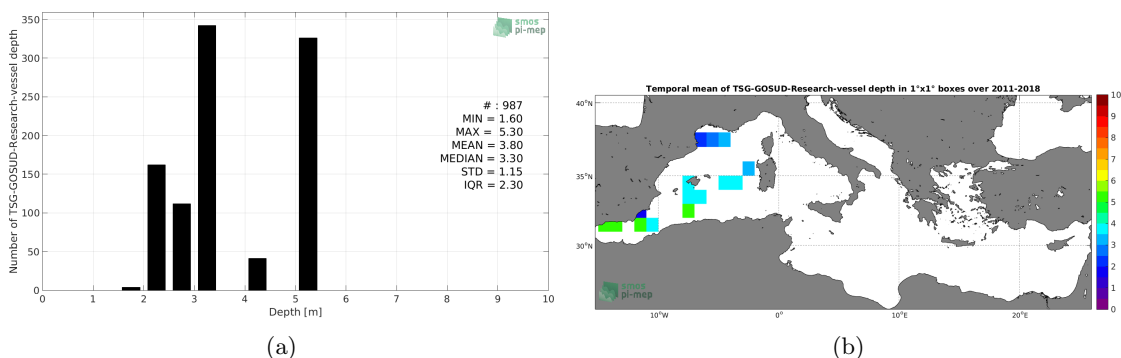 Number of TSG-GOSUD-Research-vessel depth
350
300
250
200
150
100
50
0
0 1 2 3 4 5 6 7 8 9 10
Depth [m]
smos
pi-mep
# : 987
MIN = 1.60
MAX = 5.30
MEAN = 3.80
MEDIAN = 3.30
STD = 1.15
IQR = 2.30
(a)
Temporal mean of TSG-GOSUD-Research-vessel depth in 1°x1° boxes over 2011-2018
40°N
35°N
30°N
10°W 0° 10°E 20°E
smos
pi-mep
10
9
8
7
6
5
4
3
2
1
0
(b)